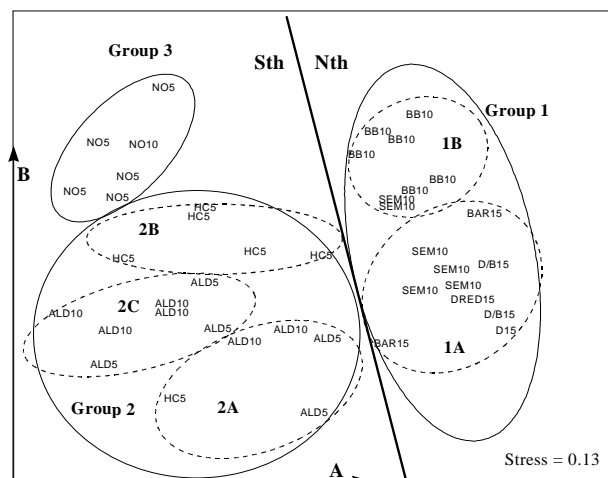 Group 3
Sth Nth
NO5
Group 1
BB10
BB10
BB10
NO5 NO10
1B
BB10
B
NO5 NO5
NO5
BB10
BB10
SEM10
SEM10
BAR15
HC5
2B HC5
HC5 HC5
SEM10
D/B15
SEM10
ALD5
SEM10 SEM10
DRED15
2C ALD10
ALD10 ALD10
D/B15
ALD10 ALD5 ALD10
D15
ALD10 ALD5
BAR15 1A
ALD5
HC5 2A
Group 2 ALD5
A
Stress = 0.13